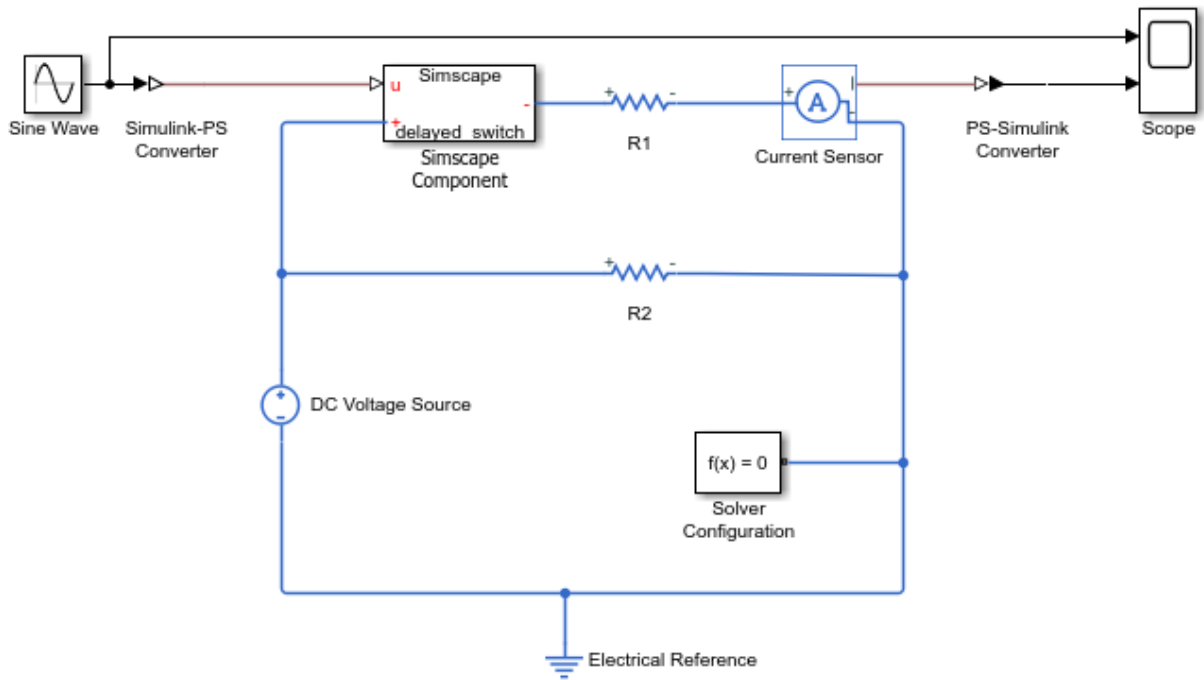 Simscape
u
I
Sine Wave
Simulink-PS
Converter
+
-
+
-
+
-
A
delayed_switch
Simscape
Component
R1
Current Sensor
PS-Simulink
Converter
Scope
+
-
R2
+
-
DC Voltage Source
f(x) = 0
Solver
Configuration
Electrical Reference